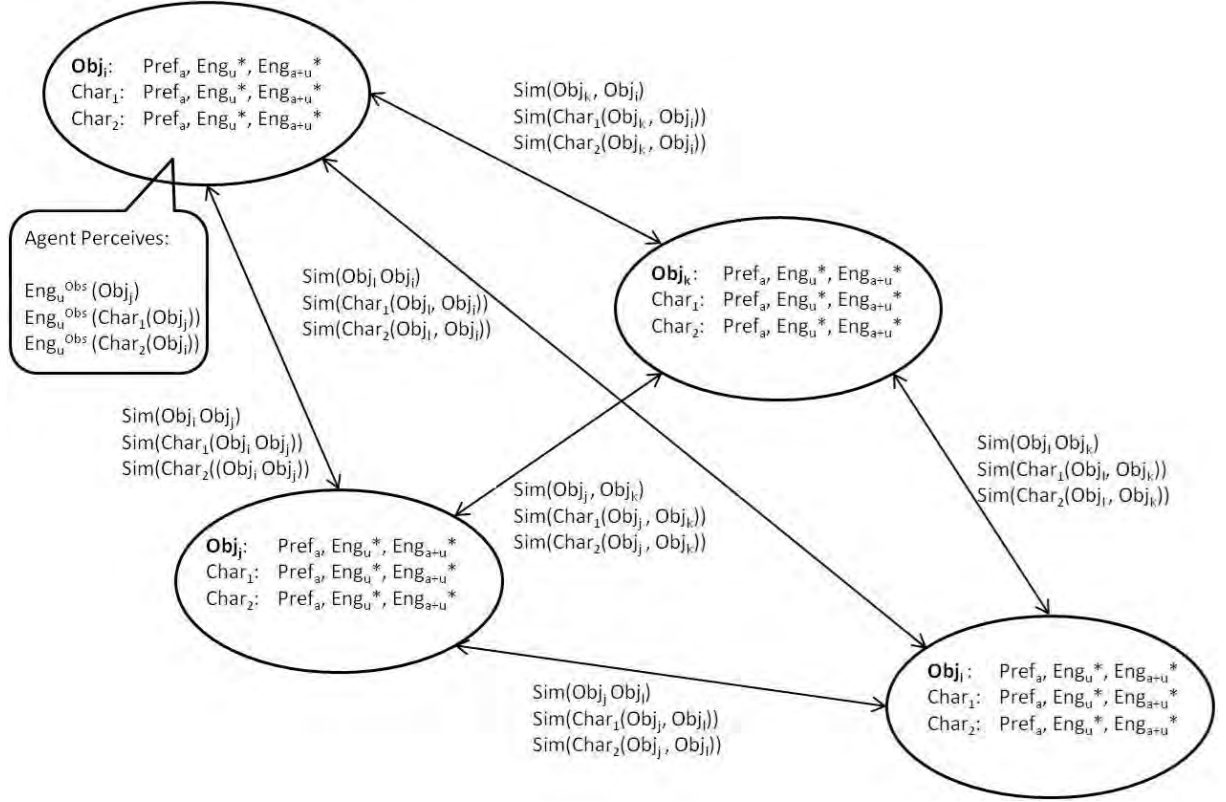 Obj_i: Pref_a, Eng_u*, Eng_a+u*
Char_1: Pref_a, Eng_u*, Eng_a+u*
Char_2: Pref_a, Eng_u*, Eng_a+u*
Sim(Obj_k, Obj_i)
Sim(Char_1(Obj_k, Obj_i))
Sim(Char_2(Obj_k, Obj_i))
Agent Perceives:
Eng_u^Obs (Obj_j)
Eng_u^Obs (Char_1(Obj_j))
Eng_u^Obs (Char_2(Obj_i))
Sim(Obj_l Obj_i)
Sim(Char_1(Obj_l, Obj_i))
Sim(Char_2(Obj_l, Obj_i))
Obj_k: Pref_a, Eng_u*, Eng_a+u*
Char_1: Pref_a, Eng_u*, Eng_a+u*
Char_2: Pref_a, Eng_u*, Eng_a+u*
Sim(Obj_i Obj_j)
Sim(Char_1(Obj_i Obj_j))
Sim(Char_2((Obj_i Obj_j))
Sim(Obj_l Obj_k)
Sim(Char_1(Obj_l, Obj_k))
Sim(Char_2(Obj_l, Obj_k))
Sim(Obj_j, Obj_k)
Sim(Char_1(Obj_j, Obj_k))
Sim(Char_2(Obj_j, Obj_k))
Obj_j: Pref_a, Eng_u*, Eng_a+u*
Char_1: Pref_a, Eng_u*, Eng_a+u*
Char_2: Pref_a, Eng_u*, Eng_a+u*
Sim(Obj_j Obj_l)
Sim(Char_1(Obj_j, Obj_l))
Sim(Char_2(Obj_j, Obj_l))
Obj_i: Pref_a, Eng_u*, Eng_a+u*
Char_1: Pref_a, Eng_u*, Eng_a+u*
Char_2: Pref_a, Eng_u*, Eng_a+u*